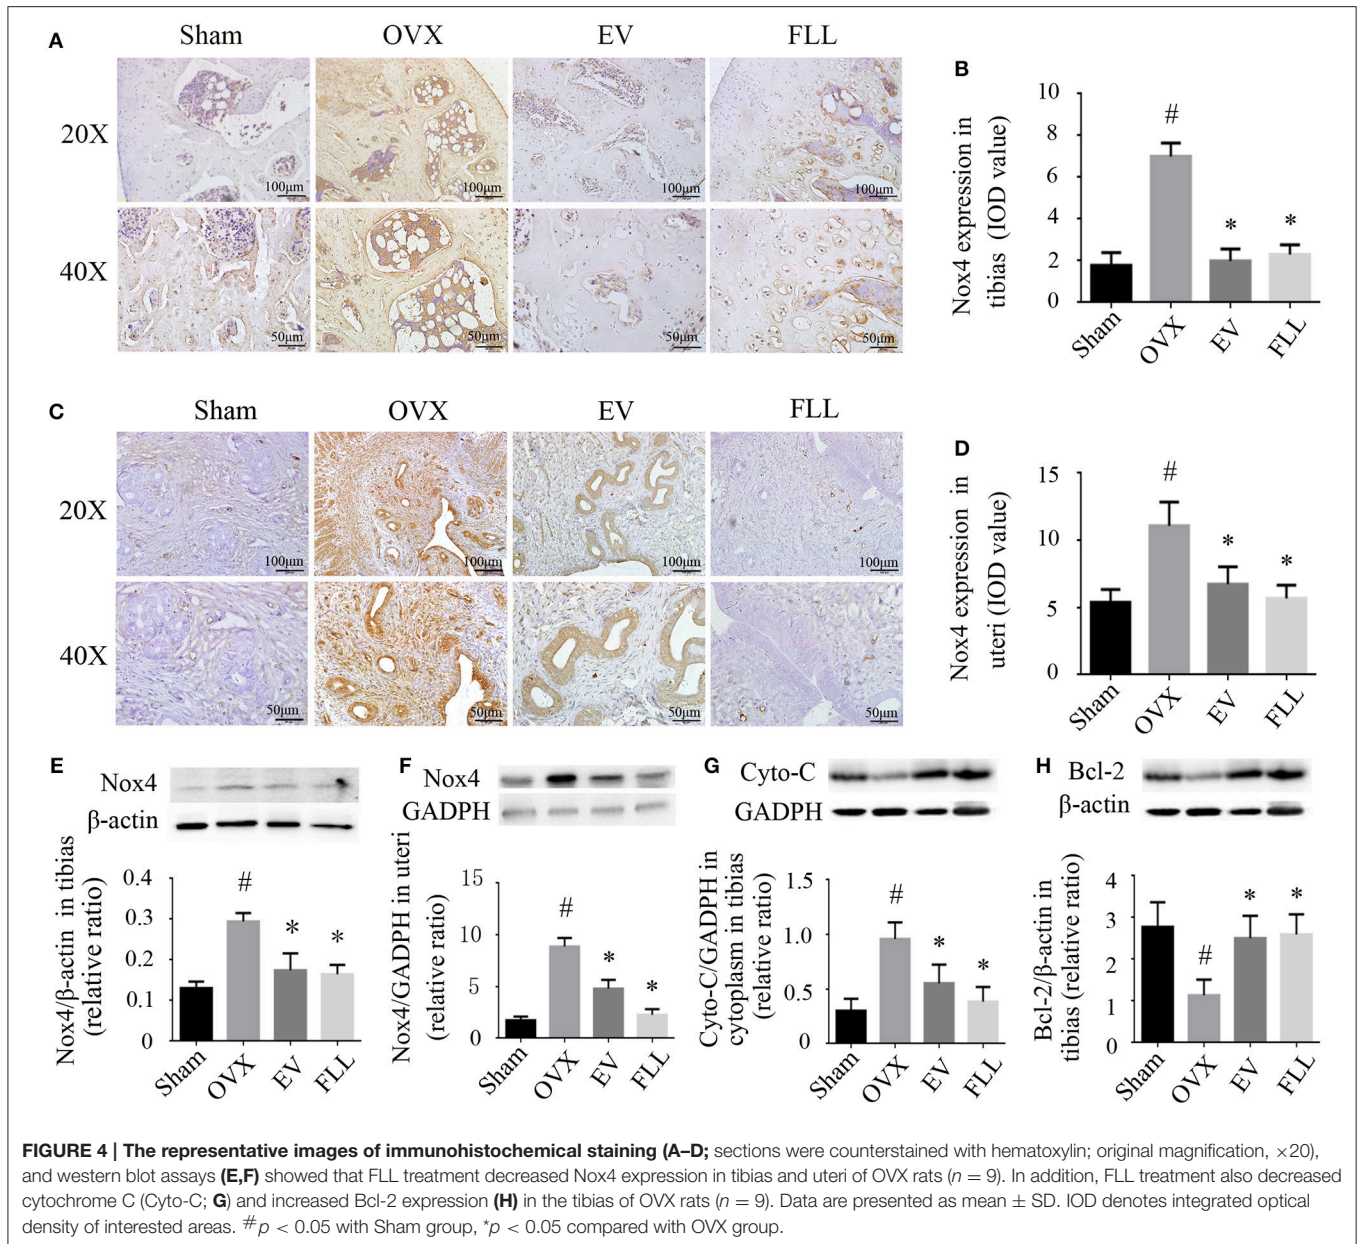 A
Sham OVX EV FLL
20X
100μm 100μm 100μm 100μm
40X
50μm 50μm 50μm 50μm
B
Nox4 expression in
tibias (IOD value)
10
8
6
4
2
0
#
*
*
Sham OVX EV FLL
C
Sham OVX EV FLL
20X
100μm 100μm 100μm 100μm
40X
50μm 50μm 50μm 50μm
D
Nox4 expression in
uteri (IOD value)
15
10
5
0
#
*
*
Sham OVX EV FLL
E
Nox4
β-actin
Nox4/β-actin in tibias
(relative ratio)
0.4
0.3
0.2
0.1
0
#
*
*
Sham OVX EV FLL
F
Nox4
GADPH
Nox4/GADPH in uteri
(relative ratio)
15
10
5
0
#
*
*
Sham OVX EV FLL
G
Cyto-C
GADPH
Cyto-C/GADPH in
cytoplasm in tibias
(relative ratio)
1.5
1.0
0.5
0
#
*
*
Sham OVX EV FLL
H
Bcl-2
β-actin
Bcl-2/β-actin in
tibias (relative ratio)
4
3
2
1
0
#
*
*
Sham OVX EV FLL
FIGURE 4 | The representative images of immunohistochemical staining (A–D; sections were counterstained with hematoxylin; original magnification, ×20),
and western blot assays (E,F) showed that FLL treatment decreased Nox4 expression in tibias and uteri of OVX rats (n = 9). In addition, FLL treatment also decreased
cytochrome C (Cyto-C; G) and increased Bcl-2 expression (H) in the tibias of OVX rats (n = 9). Data are presented as mean ± SD. IOD denotes integrated optical
density of interested areas. #p < 0.05 with Sham group, *p < 0.05 compared with OVX group.